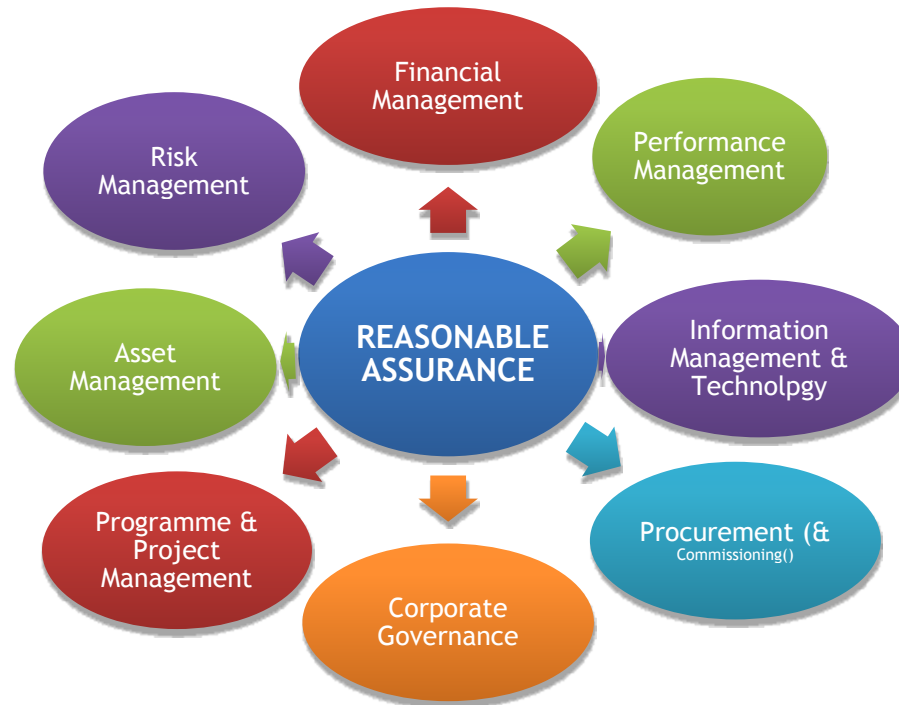 Financial
Management
Performance
Management
Risk
Management
REASONABLE
ASSURANCE
Information
Management &
Technolpgy
Asset
Management
Programme &
Project
Management
Procurement (&
Commissioning()
Corporate
Governance